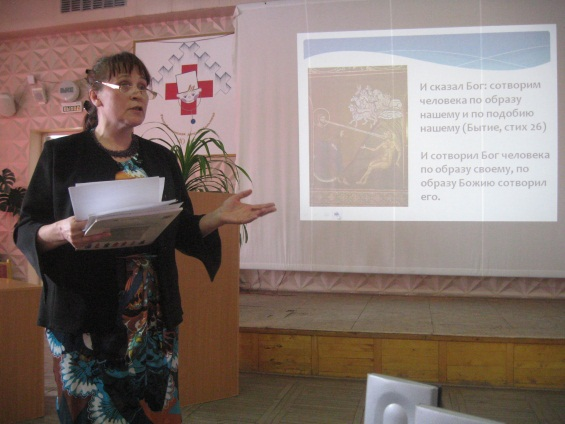 И сказал Бог: сотворим
человека по образу
нашему и по подобию
нашему (Бытие, стих 26)
И сотворил Бог человека
по образу своему, по
образу Божию сотворил
его.